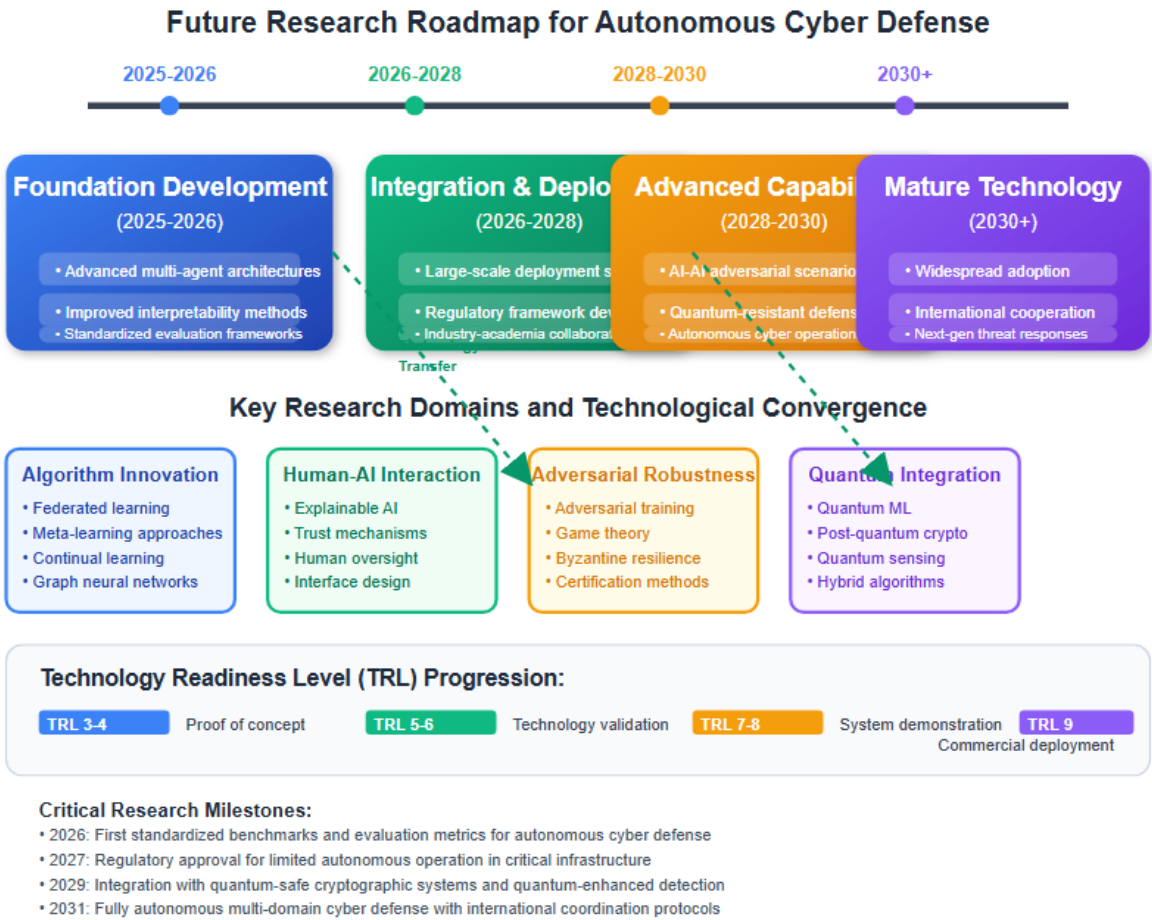 Future Research Roadmap for Autonomous Cyber Defense
2025-2026
2026-2028
2028-2030
2030+
Foundation Development
(2025-2026)
• Advanced multi-agent architectures
• Improved interpretability methods
• Standardized evaluation frameworks
Integration & Deplo
(2026-2028)
• Large-scale deployment s
• Regulatory framework dev
• Industry-academia collaborat
Advanced Capabil
(2028-2030)
• AI-AI adversarial scenario
• Quantum-resistant defens
• Autonomous cyber operation
Mature Technology
(2030+)
• Widespread adoption
• International cooperation
• Next-gen threat responses
Transfer
Key Research Domains and Technological Convergence
Algorithm Innovation
• Federated learning
• Meta-learning approaches
• Continual learning
• Graph neural networks
Human-AI Interaction
• Explainable AI
• Trust mechanisms
• Human oversight
• Interface design
Adversarial Robustness
• Adversarial training
• Game theory
• Byzantine resilience
• Certification methods
Quantum Integration
• Quantum ML
• Post-quantum crypto
• Quantum sensing
• Hybrid algorithms
Technology Readiness Level (TRL) Progression:
TRL 3-4
Proof of concept
TRL 5-6
Technology validation
TRL 7-8
System demonstration
TRL 9
Commercial deployment
Critical Research Milestones:
• 2026: First standardized benchmarks and evaluation metrics for autonomous cyber defense
• 2027: Regulatory approval for limited autonomous operation in critical infrastructure
• 2029: Integration with quantum-safe cryptographic systems and quantum-enhanced detection
• 2031: Fully autonomous multi-domain cyber defense with international coordination protocols